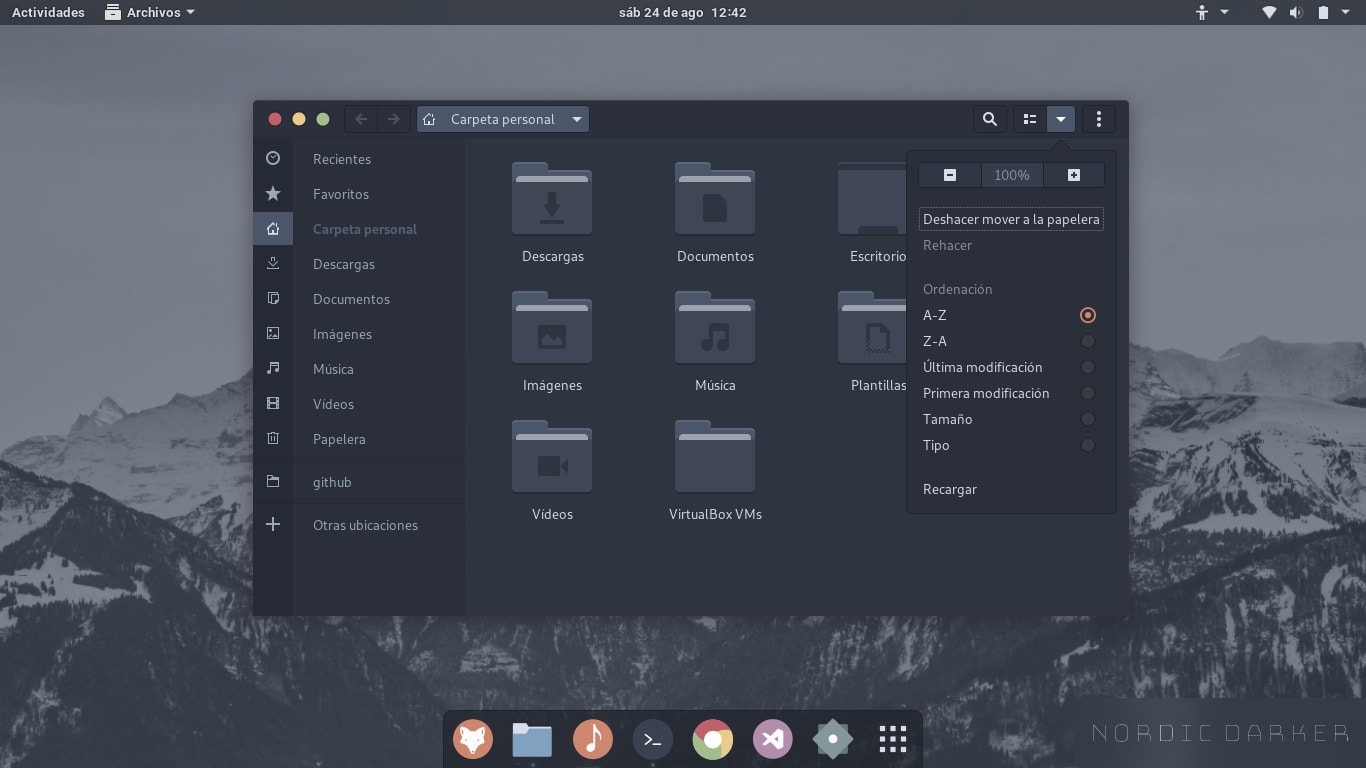 Actividades
Archivos
sáb 24 de ago 12:42
Carpeta personal
Recientes
Favoritos
Carpeta personal
Descargas
Documentos
Imágenes
Música
Vídeos
Papelera
github
Otras ubicaciones
Descargas
Documentos
Escritorio
Imágenes
Música
Plantillas
Vídeos
VirtualBox VMs
100%
Deshacer mover a la papelera
Rehacer
Ordenación
A-Z
Z-A
Última modificación
Primera modificación
Tamaño
Tipo
Recargar
NORDIC DARKER